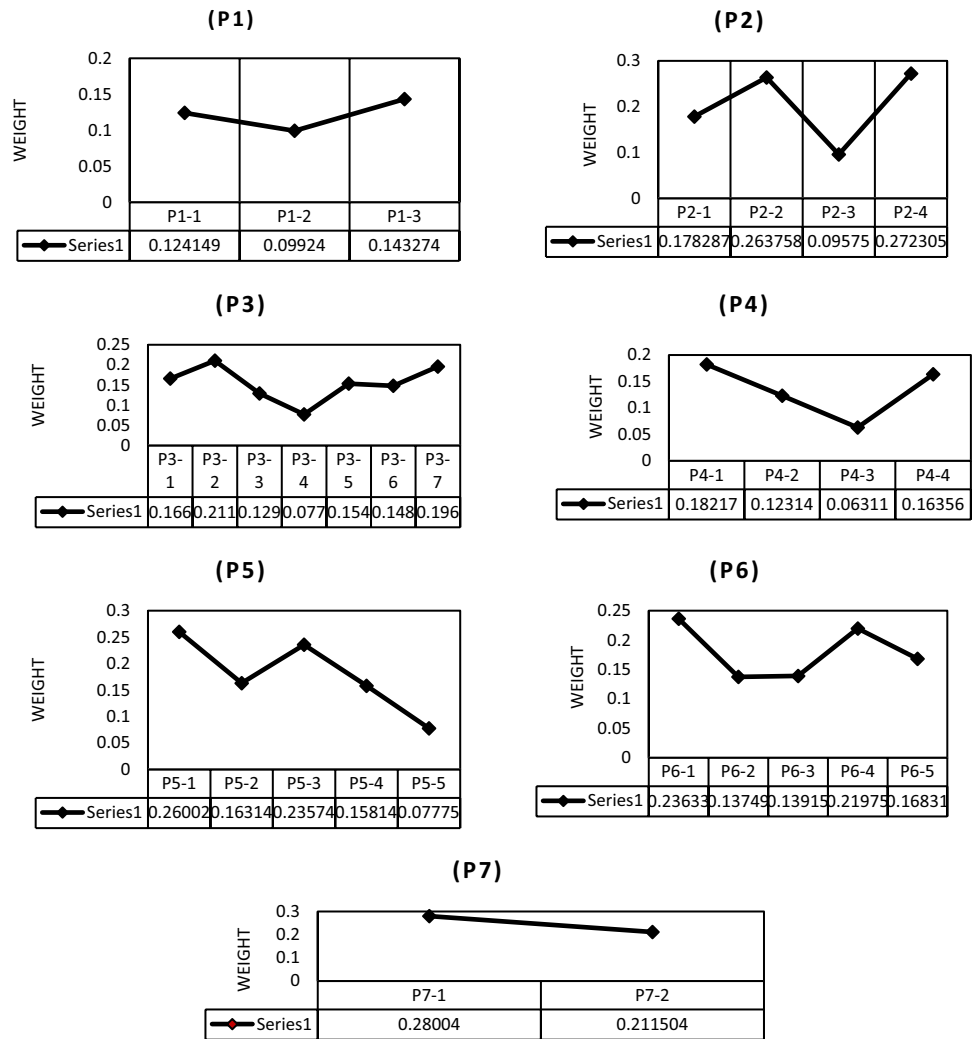 (P1)
WEIGHT
0.2
0.15
0.1
0.05
0
P1-1 P1-2 P1-3
Series1 0.124149 0.09924 0.143274
(P2)
WEIGHT
0.3
0.2
0.1
0
P2-1 P2-2 P2-3 P2-4
Series1 0.178287 0.263758 0.09575 0.272305
(P3)
WEIGHT
0.25
0.2
0.15
0.1
0.05
0
P3-1 P3-2 P3-3 P3-4 P3-5 P3-6 P3-7
Series1 0.166 0.211 0.129 0.077 0.154 0.148 0.196
(P4)
WEIGHT
0.2
0.15
0.1
0.05
0
P4-1 P4-2 P4-3 P4-4
Series1 0.18217 0.12314 0.06311 0.16356
(P5)
WEIGHT
0.3
0.25
0.2
0.15
0.1
0.05
0
P5-1 P5-2 P5-3 P5-4 P5-5
Series1 0.26002 0.16314 0.23574 0.15814 0.07775
(P6)
WEIGHT
0.25
0.2
0.15
0.1
0.05
0
P6-1 P6-2 P6-3 P6-4 P6-5
Series1 0.23633 0.13749 0.13915 0.21975 0.16831
(P7)
WEIGHT
0.3
0.2
0.1
0
P7-1 P7-2
Series1 0.28004 0.211504